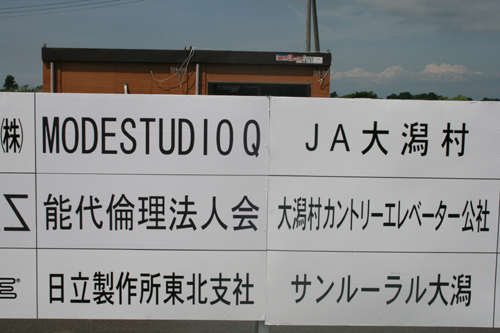 ㈱ MODESTUDIO Q JA大潟村
能代倫理法人会 大潟村カントリーエレベーター公社
E 日立製作所東北支社 サンルーラル大潟